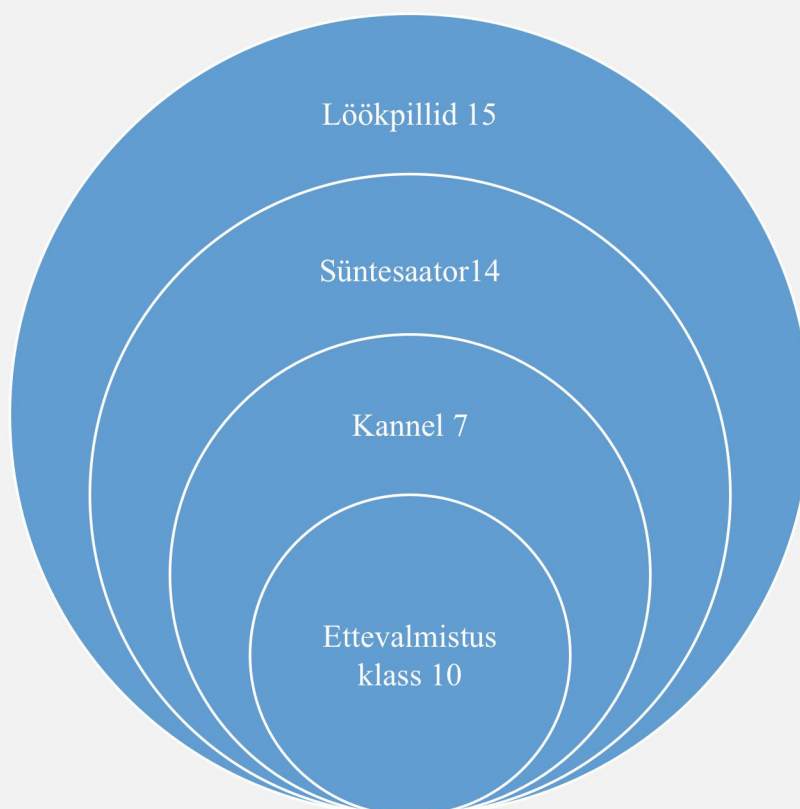 Löökpillid 15
Süntesaator14
Kannel 7
Ettevalmistus
klass 10